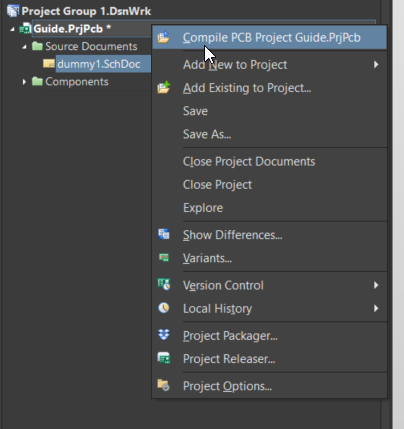 Project Group 1.DsnWrk
Guide.PrjPcb *
Source Documents
dummy1.SchDoc
Components
Compile PCB Project Guide.PrjPcb
Add New to Project
Add Existing to Project...
Save
Save As...
Close Project Documents
Close Project
Explore
Show Differences...
Variants...
Version Control
Local History
Project Packager...
Project Releaser...
Project Options...